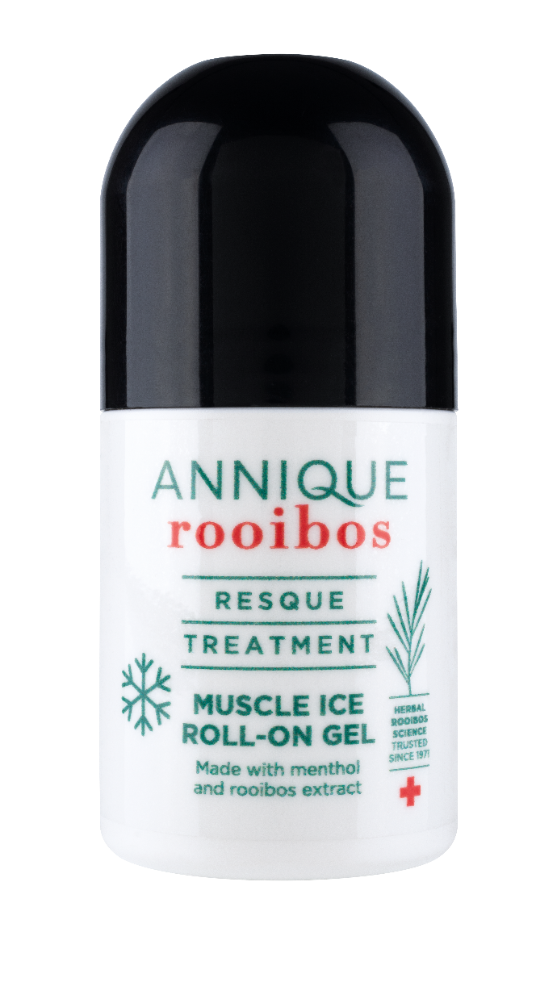 ANNIQUE
rooibos
RESQUE
TREATMENT
MUSCLE ICE
ROLL-ON GEL
Made with menthol
and rooibos extract
HERBAL
ROOIBOS
SCIENCE
TRUSTED
SINCE 1971